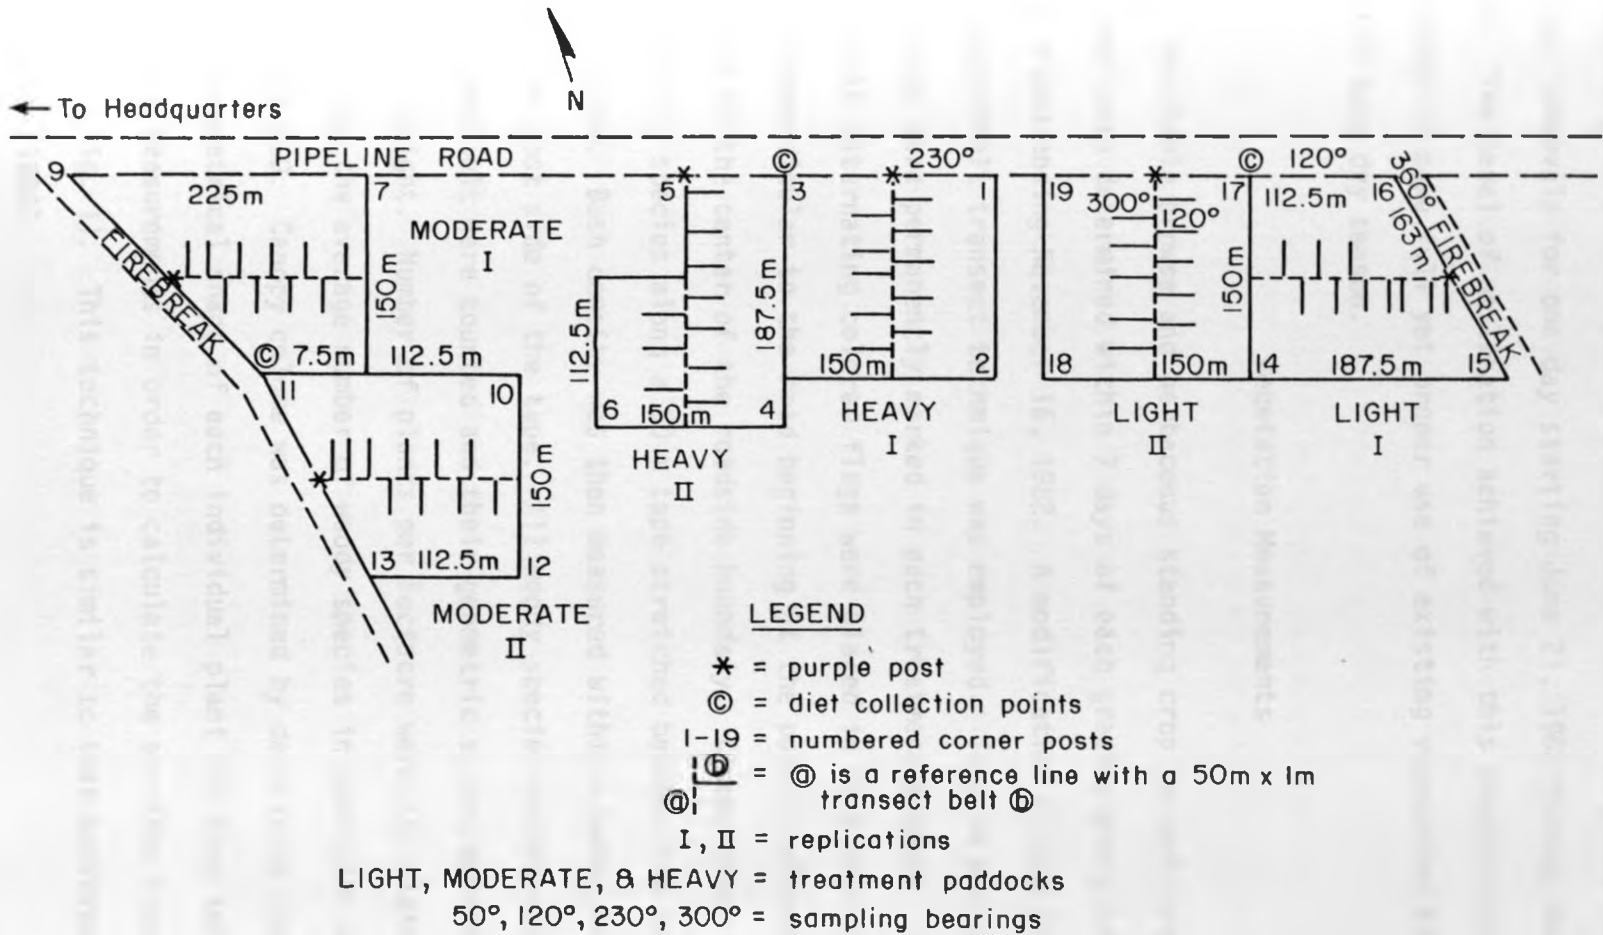 N
← To Headquarters
PIPELINE ROAD
9
225m
7
MODERATE
I
FIREBREAK
150m
© 7.5m
112.5m
11
10
150m
13
112.5m
12
MODERATE
II
5
©
3
230°
1
112.5m
187.5m
6
150m
4
HEAVY
II
150m
2
HEAVY
I
19
300°
120°
17
© 120°
16
112.5m
360°
163m
FIREBREAK
150m
18
150m
14
187.5m
15
LIGHT
II
LIGHT
I
LEGEND
* = purple post
© = diet collection points
1-19 = numbered corner posts
ⓐ ⓑ = ⓐ is a reference line with a 50m x 1m
transect belt ⓑ
I, II = replications
LIGHT, MODERATE, & HEAVY = treatment paddocks
50°, 120°, 230°, 300° = sampling bearings